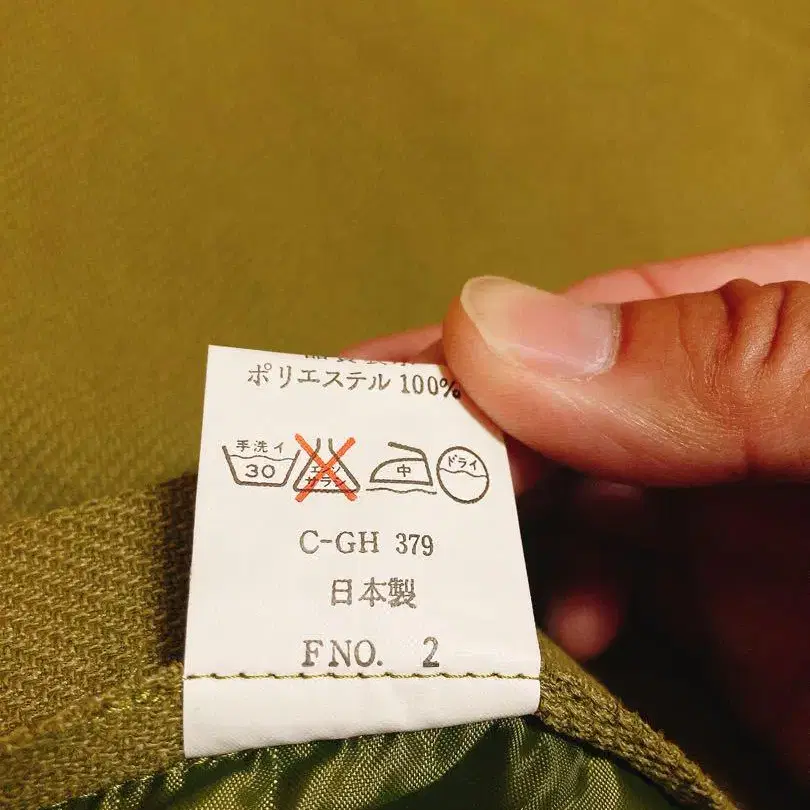 ポリエステル 100%
手洗イ
30
エンソ
サラシ
中
ドライ
C-GH 379
日本製
F NO. 2